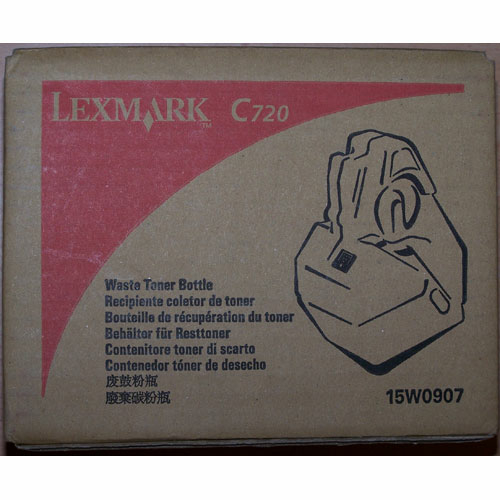 LEXMARK™ C720
Waste Toner Bottle
Recipiente coletor de toner
Bouteille de récupération du toner
Behälter für Resttoner
Contenitore toner di scarto
Contenedor tóner de desecho
废鼓粉瓶
廢棄碳粉瓶
15W0907